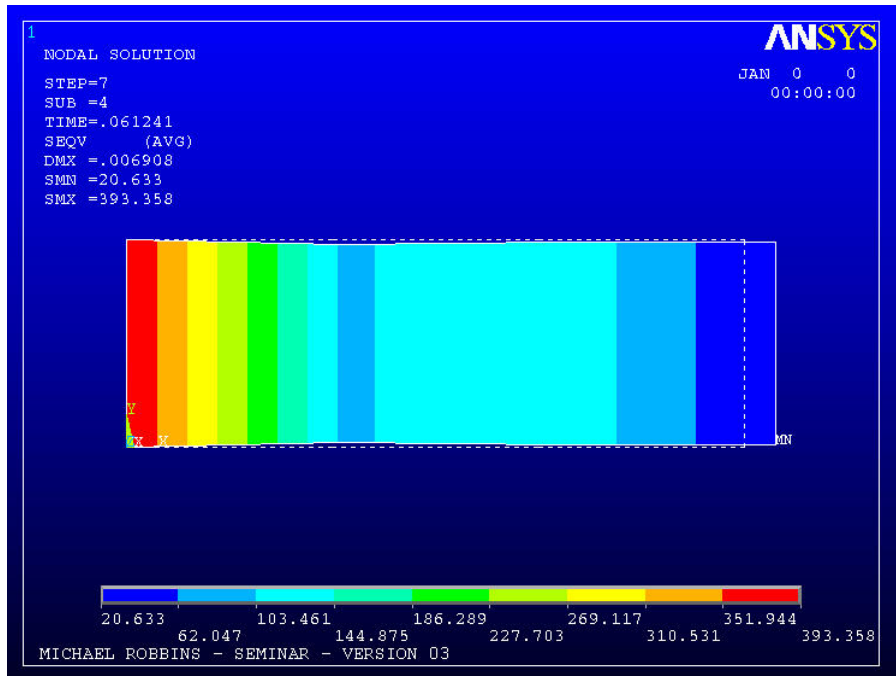 1
ANSYS
NODAL SOLUTION
JAN 0 0
00:00:00
STEP=7
SUB =4
TIME=.061241
SEQV (AVG)
DMX =.006908
SMN =20.633
SMX =393.358
Y
X X
MN
20.633 103.461 186.289 269.117 351.944
62.047 144.875 227.703 310.531 393.358
MICHAEL ROBBINS - SEMINAR - VERSION 03